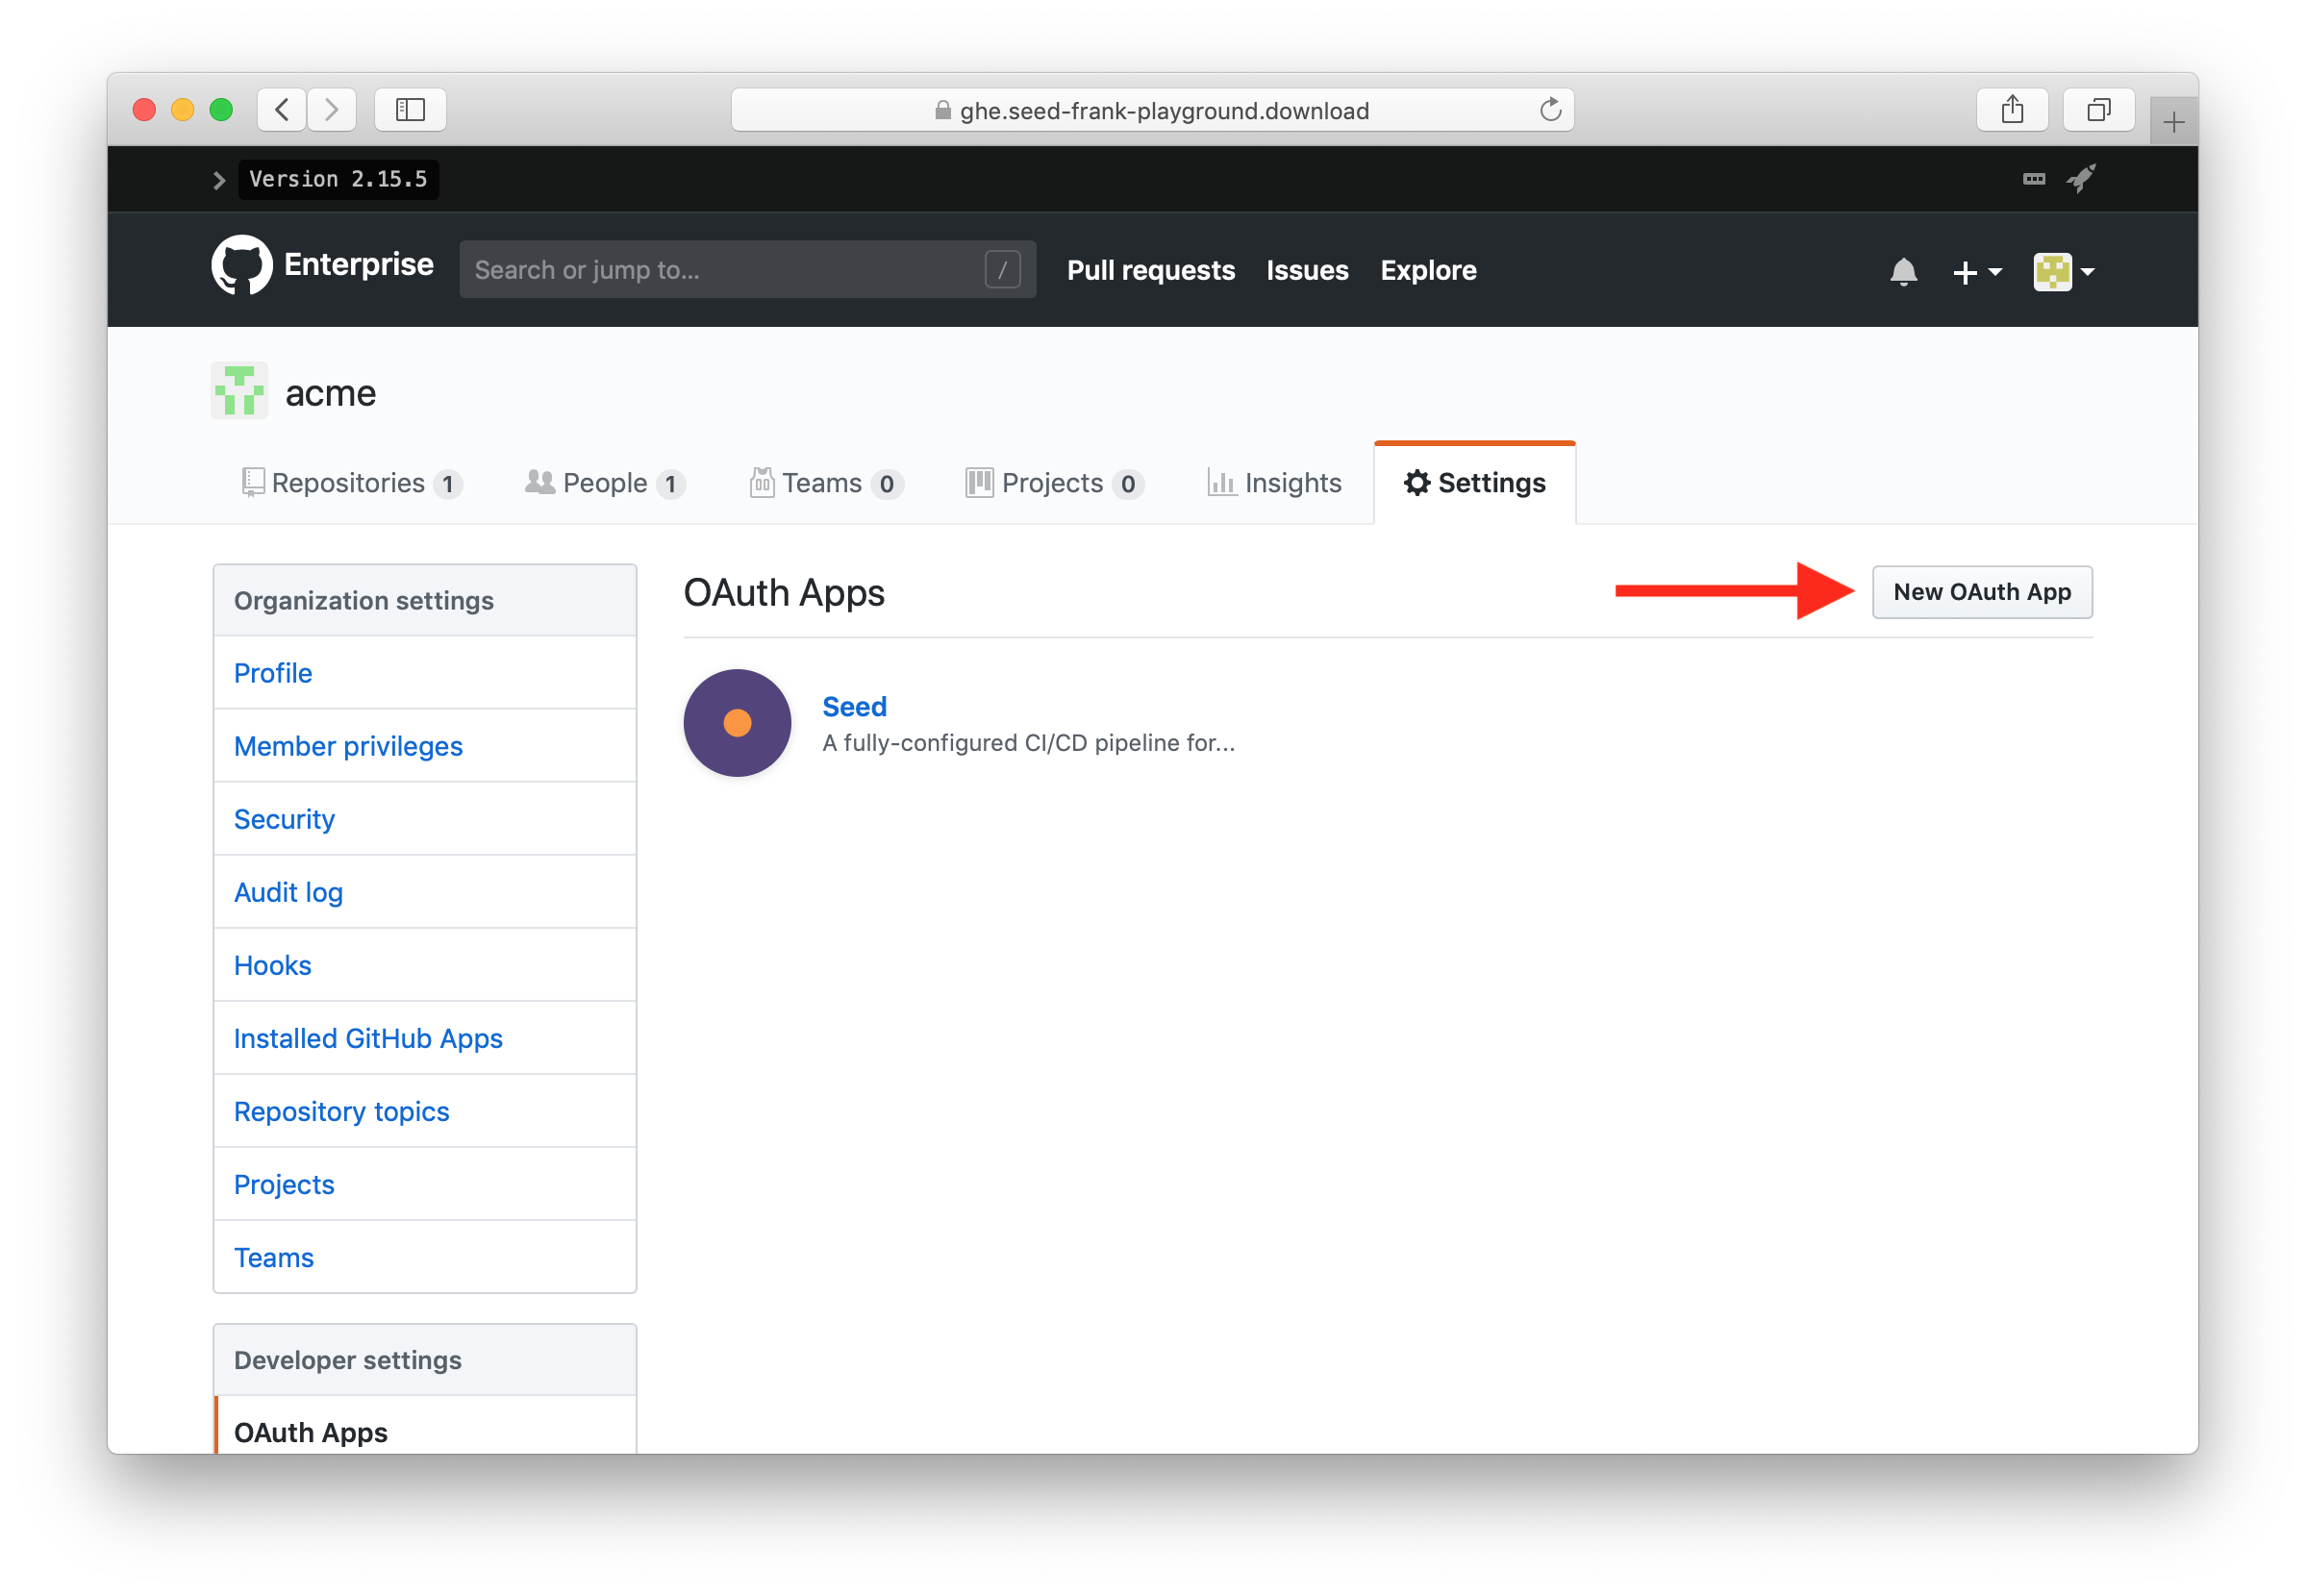 ghe.seed-frank-playground.download
Version 2.15.5
Enterprise
Search or jump to...
/
Pull requests
Issues
Explore
acme
Repositories 1
People 1
Teams 0
Projects 0
Insights
Settings
Organization settings
Profile
Member privileges
Security
Audit log
Hooks
Installed GitHub Apps
Repository topics
Projects
Teams
Developer settings
OAuth Apps
OAuth Apps
New OAuth App
Seed
A fully-configured CI/CD pipeline for...